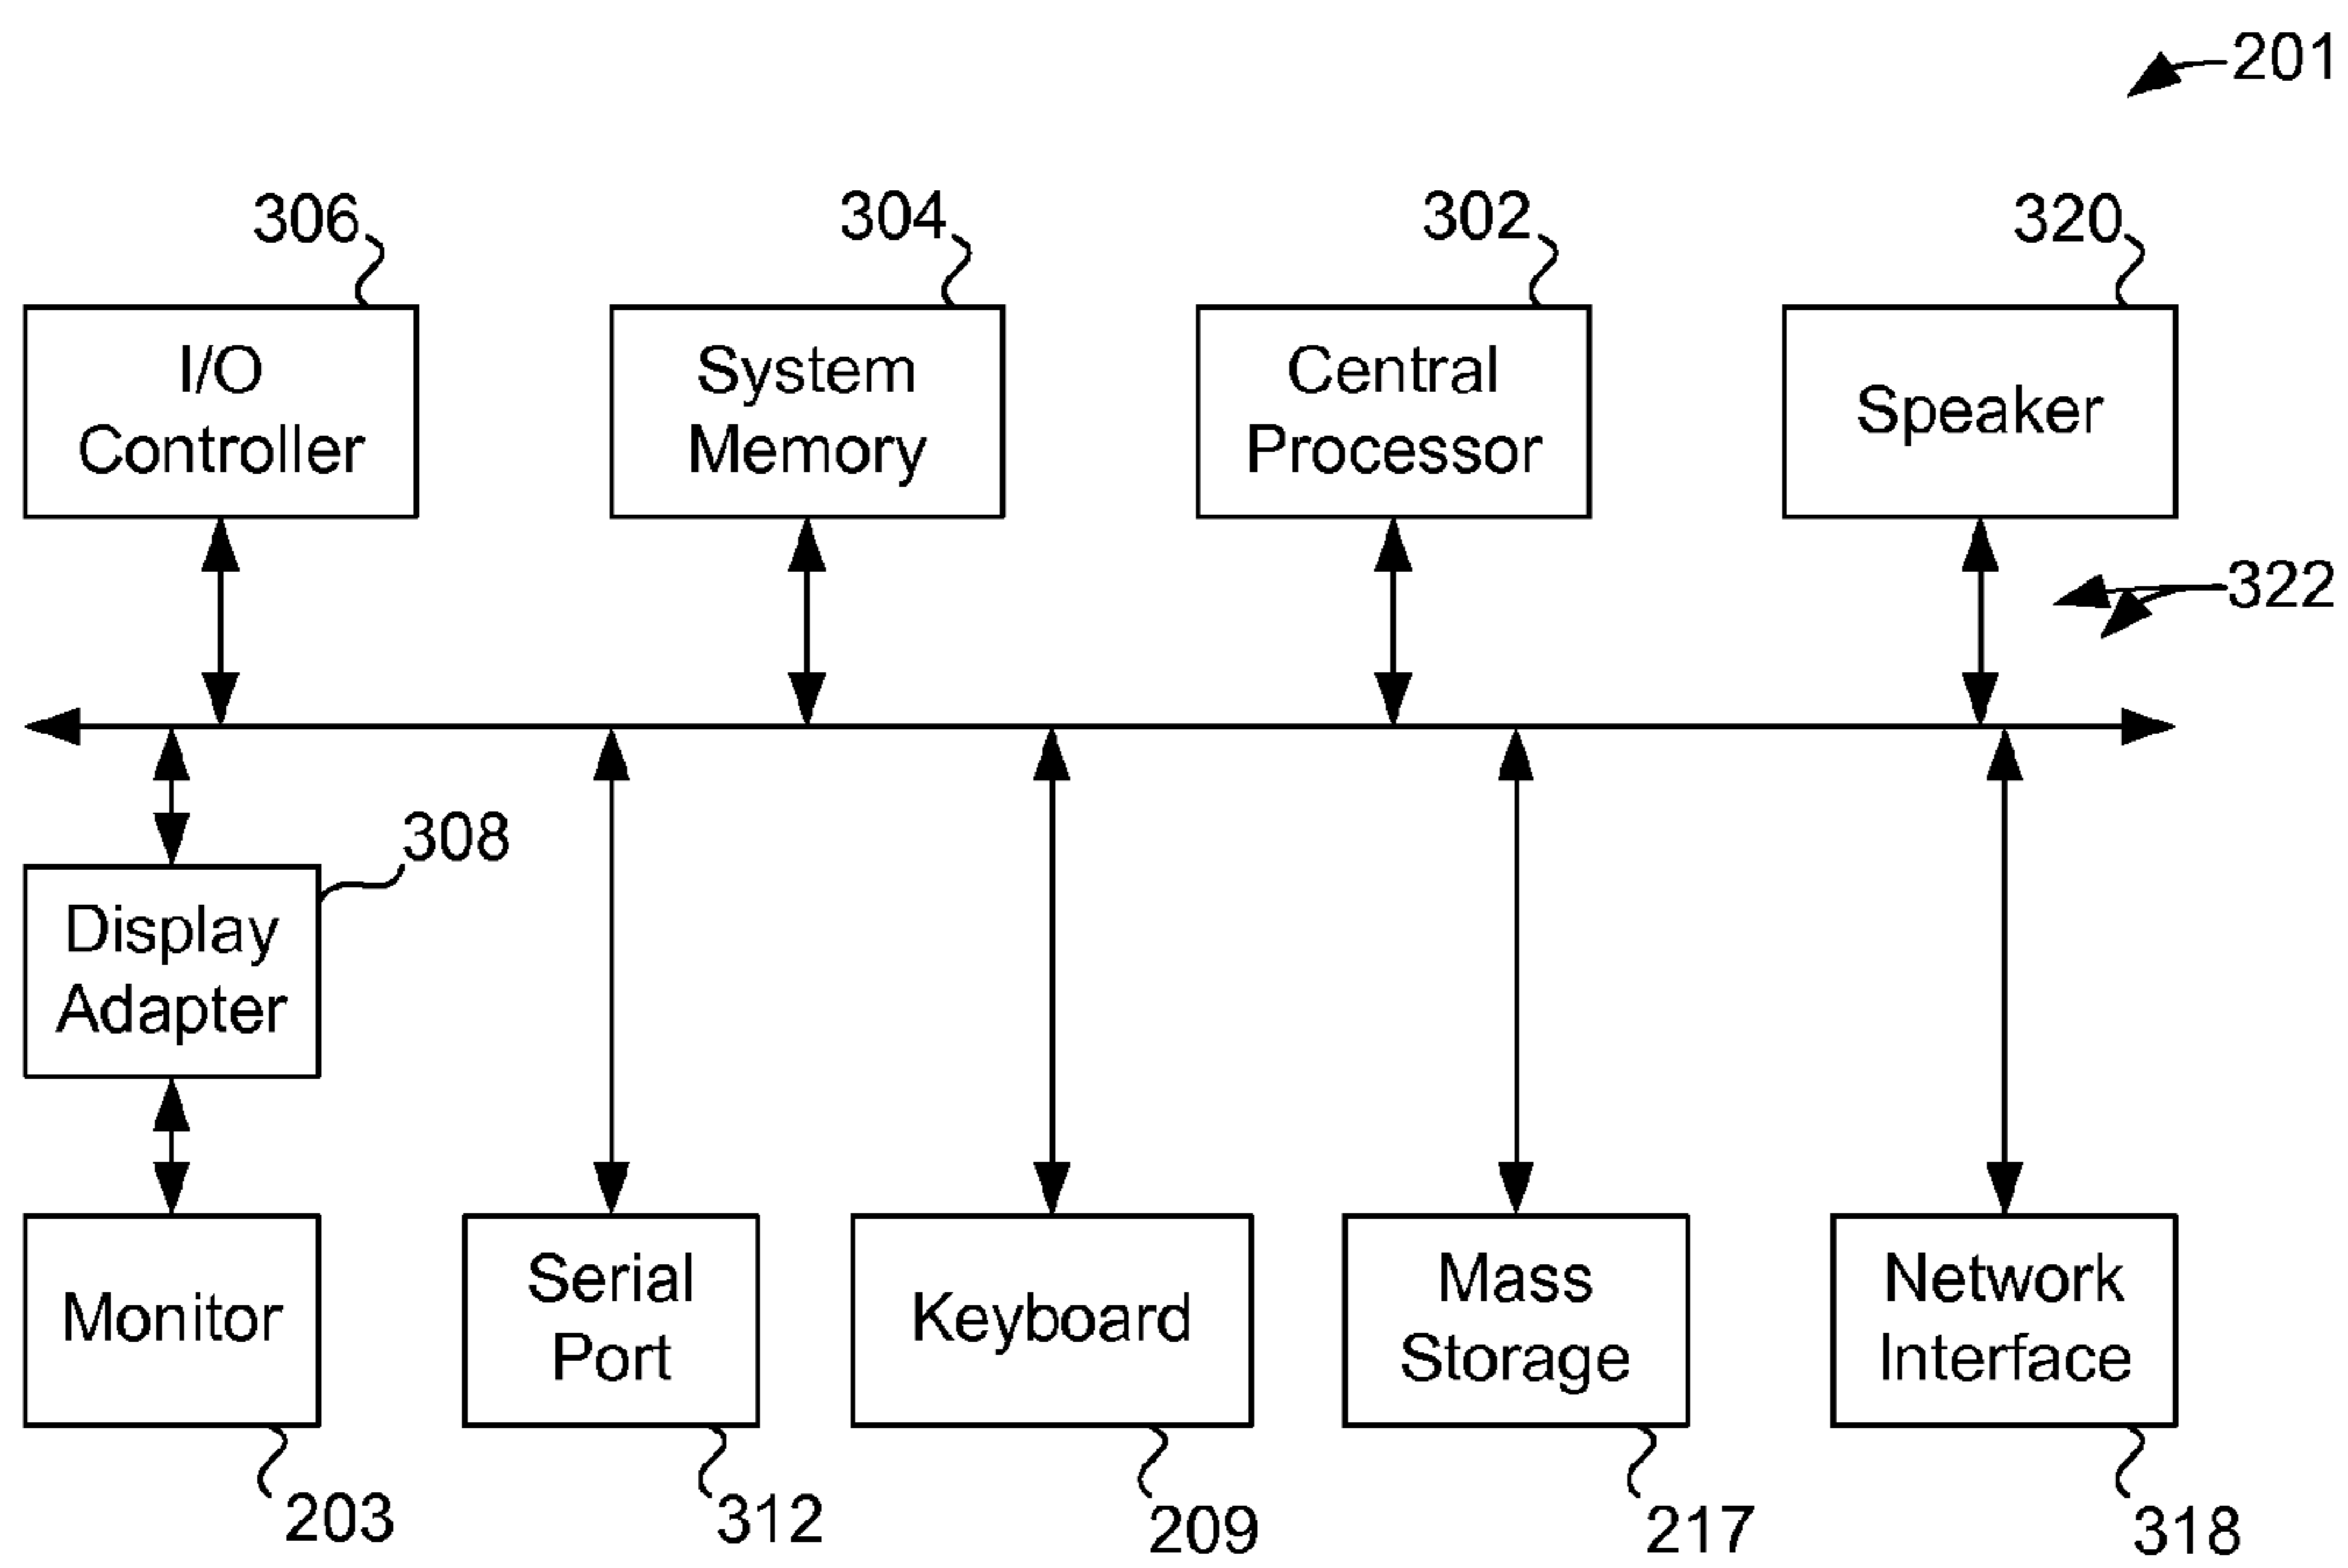 201
306
304
302
320
I/O
Controller
System
Memory
Central
Processor
Speaker
322
308
Display
Adapter
Monitor
Serial
Port
Keyboard
Mass
Storage
Network
Interface
203
312
209
217
318